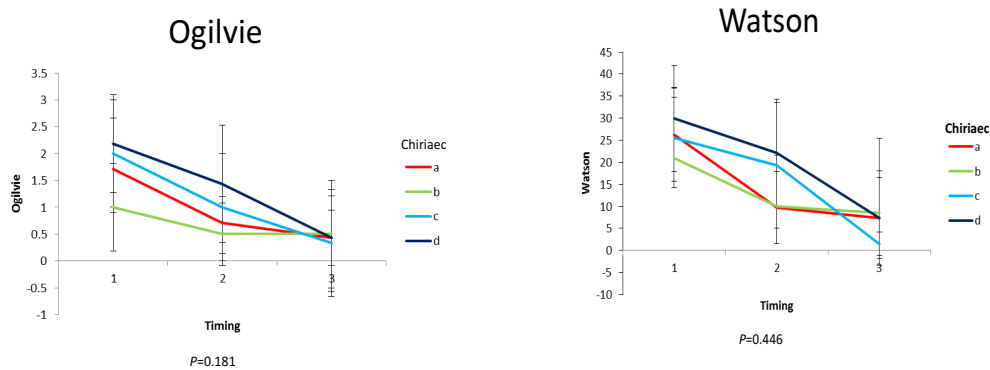 Ogilvie
3.5
3
2.5
2
1.5
1
0.5
0
-0.5
-1
Ogilvie
1
2
3
Timing
Chiriaec
a
b
c
d
P=0.181
Watson
45
40
35
30
25
20
15
10
5
0
-5
-10
Watson
1
2
3
Timing
Chiriaec
a
b
c
d
P=0.446